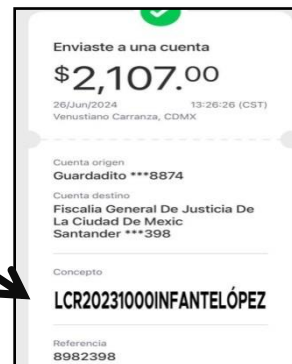 Enviaste a una cuenta
$2,107.00
26/Jun/2024 13:26:26 (CST)
Venustiano Carranza, CDMX
Cuenta origen
Guardadito ***8874
Cuenta destino
Fiscalia General De Justicia De
La Ciudad De Mexic
Santander ***398
Concepto
LCR20231000INFANTELÓPEZ
Referencia
8982398